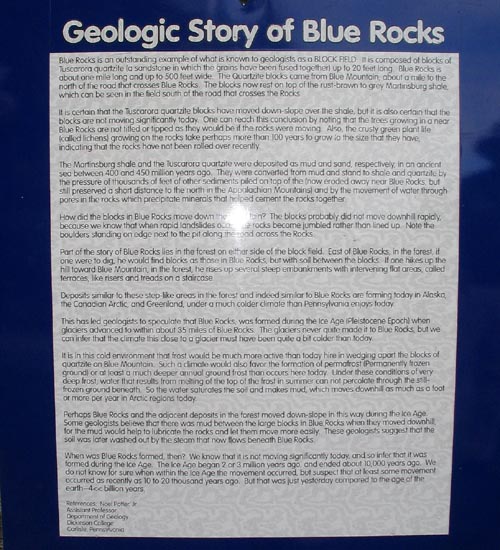 Geologic Story of Blue Rocks
Blue Rocks is an outstanding example of what is known to geologists as a BLOCK FIELD. It is composed of blocks of
Tuscarora quartzite (a sandstone in which the grains have been fused together) up to 20 feet long. Blue Rocks is
about one mile long and up to 500 feet wide. The Quartzite blocks came from Blue Mountain, about a mile to the
north of the road that crosses Blue Rocks. The blocks now rest on top of the rust-brown to grey Martinsburg shale,
which can be seen in the field south of the road that crosses the Rocks.
It is certain that the Tuscarora quartzite blocks have moved down-slope over the shale, but it is also certain that the
blocks are not moving significantly today. One can reach this conclusion by noting that the trees growing in a near
Blue Rocks are not tilted or tipped as they would be if the rocks were moving. Also, the crusty green plant life
(called lichens) growing on the rocks take perhaps more than 100 years to grow to the size that they have,
indicating that the rocks have not been rolled over recently.
The Martinsburg shale and the Tuscarora quartzite were deposited as mud and sand, respectively, in an ancient
sea between 400 and 450 million years ago. They were converted from mud and stand to shale and quartzite by
the pressure of thousands of feet of other sediments piled on top of the (now eroded away near Blue Rocks, but
still preserved a short distance to the north in the Appalachian Mountains) and by the movement of water through
pores in the rocks which precipitate minerals that helped cement the rocks together.
How did the blocks in Blue Rocks move down the tain? The blocks probably did not move downhill rapidly,
because we know that when rapid landslides rocks become jumbled rather than lined up. Note the
boulders standing on edge next to the pit along the and across the Rocks.
Part of the story of Blue Rocks lies in the forest on either side of the block field. East of Blue Rocks, in the forest, if
one were to dig, he would find blocks as those in Blue Rocks, but with soil between the blocks. If one hikes up the
hill toward Blue Mountain, in the forest, he rises up several steep embankments with intervening flat areas, called
terraces, like risers and treads on a staircase.
Deposits similar to these step-like areas in the forest and indeed similar to Blue Rocks are forming today in Alaska,
the Canadian Arctic, and Greenland, under a much colder climate than Pennsylvania enjoys today.
This has led geologists to speculate that Blue Rocks, was formed during the Ice Age (Pleistocene Epoch) when
glaciers advanced to within about 35 miles of Blue Rocks. The glaciers never quite made it to Blue Rocks, but we
can infer that the climate this close to a glacier must have been quite a bit colder than today.
It is in this cold environment that frost would be much more active than today hire in wedging apart the blocks of
quartzite on Blue Mountain. Such a climate would also favor the formation of permafrost (Permanently frozen
ground) or at least a much deeper annual ground frost than occurs here today. Under these conditions of very
deep frost, water that results from melting of the top of the frost in summer can not percolate through the still-
frozen ground beneath. So the water saturates the soil and makes mud, which moves downhill as much as a foot
or more per year in Arctic regions today.
Perhaps Blue Rocks and the adjacent deposits in the forest moved down-slope in this way during the Ice Age.
Some geologists believe that there was mud between the large blocks in Blue Rocks when they moved downhill,
for the mud would help to lubricate the rocks and let them move more easily. These geologists suggest that the
soil was later washed out by the steam that now flows beneath Blue Rocks.
When was Blue Rocks formed, then? We know that it is not moving significantly today, and so infer that it was
formed during the Ice Age. The Ice Age began 2 or 3 million years ago, and ended about 10,000 years ago. We
do not know for sure when within the Ice Age the movement occurred, but suspect that at least some movement
occurred as recently as 10 to 20 thousand years ago. But that was just yesterday compared to the age of the
billion years.
References: Noel Potter, Jr.
Assistant Professor
Department of Geology
Dickinson College
Carlisle, Pennsylvania